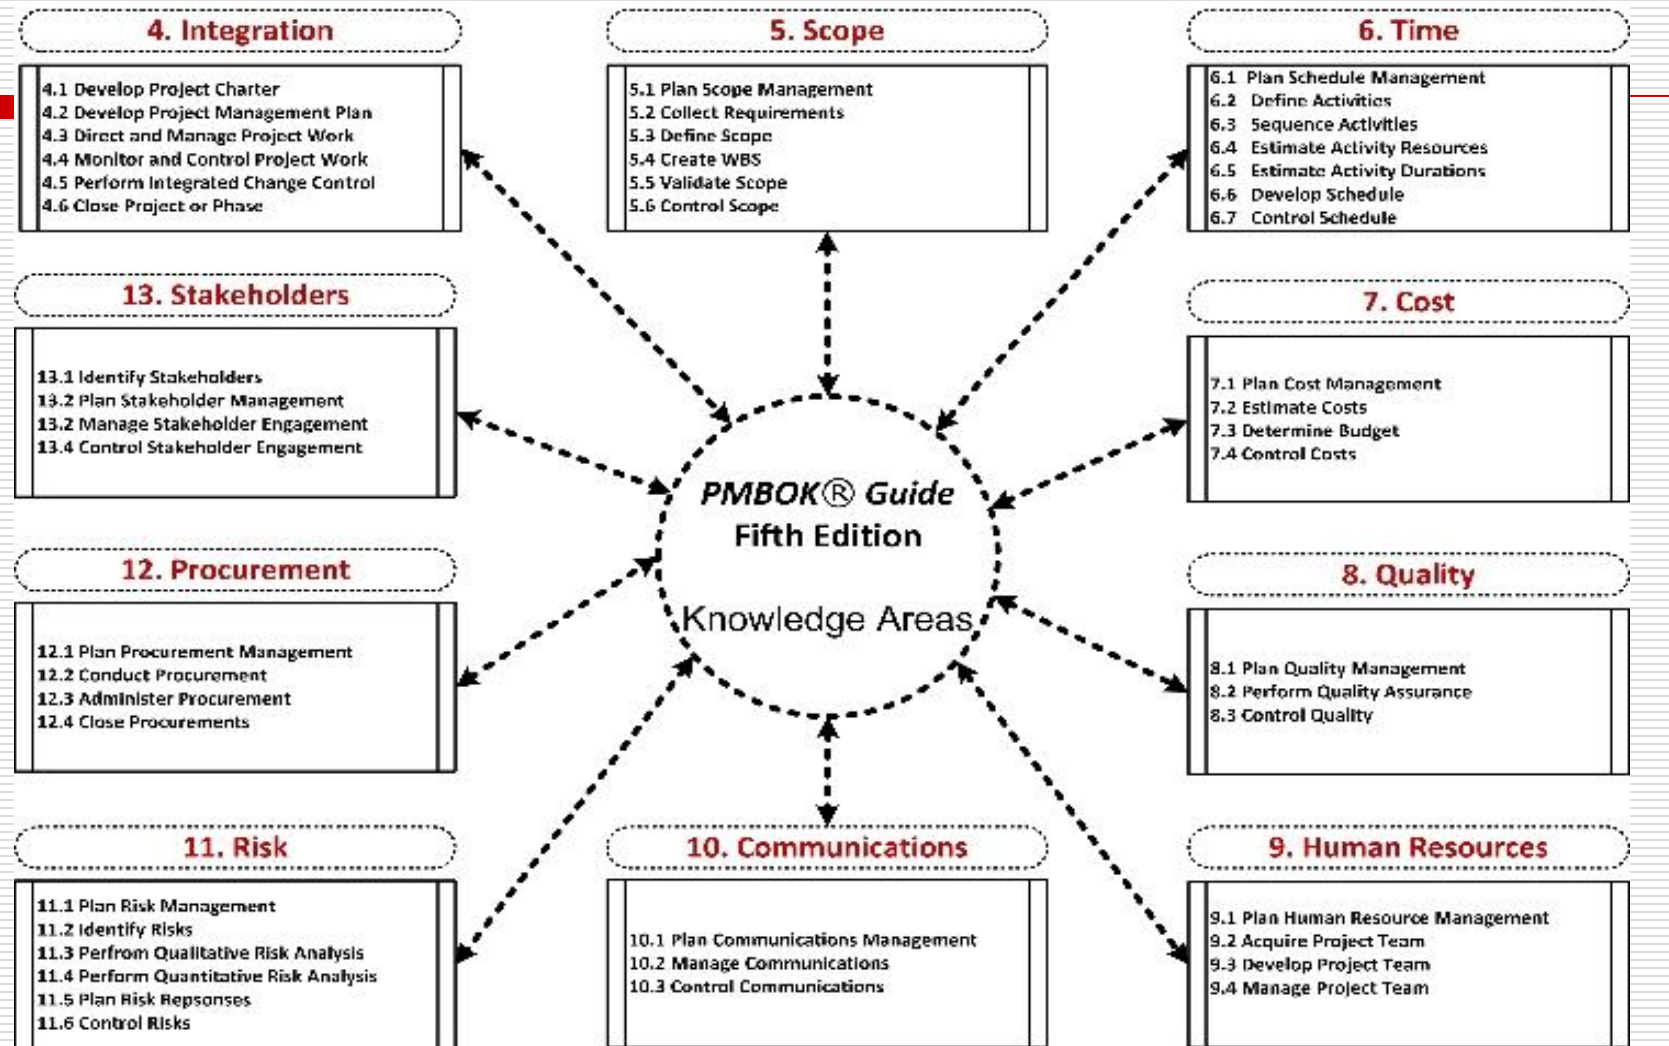 4. Integration
4.1 Develop Project Charter
4.2 Develop Project Management Plan
4.3 Direct and Manage Project Work
4.4 Monitor and Control Project Work
4.5 Perform Integrated Change Control
4.6 Close Project or Phase
5. Scope
5.1 Plan Scope Management
5.2 Collect Requirements
5.3 Define Scope
5.4 Create WBS
5.5 Validate Scope
5.6 Control Scope
6. Time
6.1 Plan Schedule Management
6.2 Define Activities
6.3 Sequence Activities
6.4 Estimate Activity Resources
6.5 Estimate Activity Durations
6.6 Develop Schedule
6.7 Control Schedule
13. Stakeholders
13.1 Identify Stakeholders
13.2 Plan Stakeholder Management
13.2 Manage Stakeholder Engagement
13.4 Control Stakeholder Engagement
7. Cost
7.1 Plan Cost Management
7.2 Estimate Costs
7.3 Determine Budget
7.4 Control Costs
PMBOK® Guide
Fifth Edition
Knowledge Areas
12. Procurement
12.1 Plan Procurement Management
12.2 Conduct Procurement
12.3 Administer Procurement
12.4 Close Procurements
8. Quality
8.1 Plan Quality Management
8.2 Perform Quality Assurance
8.3 Control Quality
11. Risk
11.1 Plan Risk Management
11.2 Identify Risks
11.3 Perfrom Qualitative Risk Analysis
11.4 Perform Quantitative Risk Analysis
11.5 Plan Risk Repsonses
11.6 Control Risks
10. Communications
10.1 Plan Communications Management
10.2 Manage Communications
10.3 Control Communications
9. Human Resources
9.1 Plan Human Resource Management
9.2 Acquire Project Team
9.3 Develop Project Team
9.4 Manage Project Team